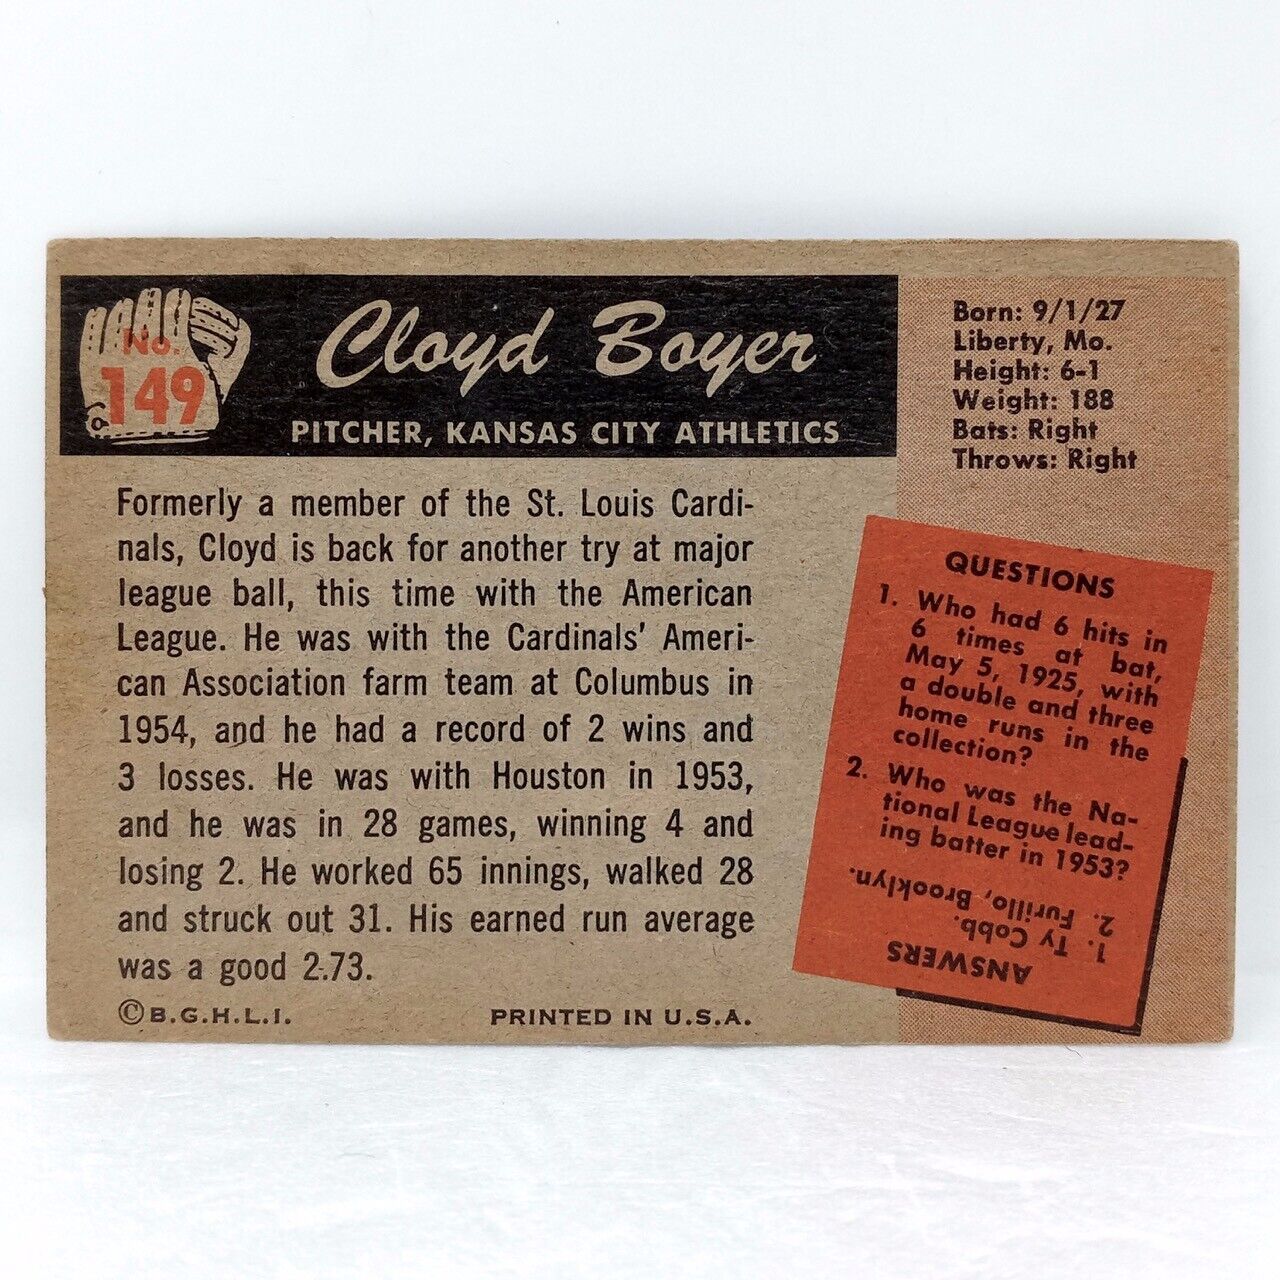 No.
149
Cloyd Boyer
PITCHER, KANSAS CITY ATHLETICS
Born: 9/1/27
Liberty, Mo.
Height: 6-1
Weight: 188
Bats: Right
Throws: Right
Formerly a member of the St. Louis Cardi-
nals, Cloyd is back for another try at major
league ball, this time with the American
League. He was with the Cardinals' Ameri-
can Association farm team at Columbus in
1954, and he had a record of 2 wins and
3 losses. He was with Houston in 1953,
and he was in 28 games, winning 4 and
losing 2. He worked 65 innings, walked 28
and struck out 31. His earned run average
was a good 2.73.
©B.G.H.L.I.
PRINTED IN U.S.A.
QUESTIONS
1. Who had 6 hits in
6 times at bat,
May 5, 1925, with
a double and three
home runs in the
collection?
2. Who was the Na-
tional League lead-
ing batter in 1953?
ANSWERS
1. Ty Cobb.
2. Furillo, Brooklyn.